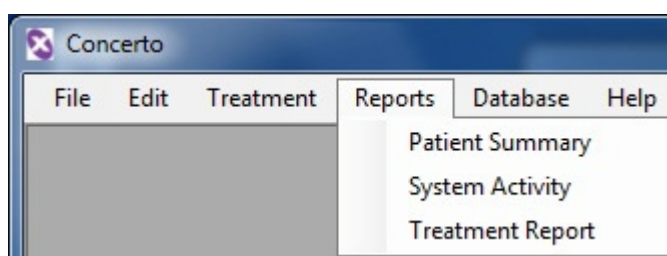 Concerto
File Edit Treatment Reports Database Help
Patient Summary
System Activity
Treatment Report